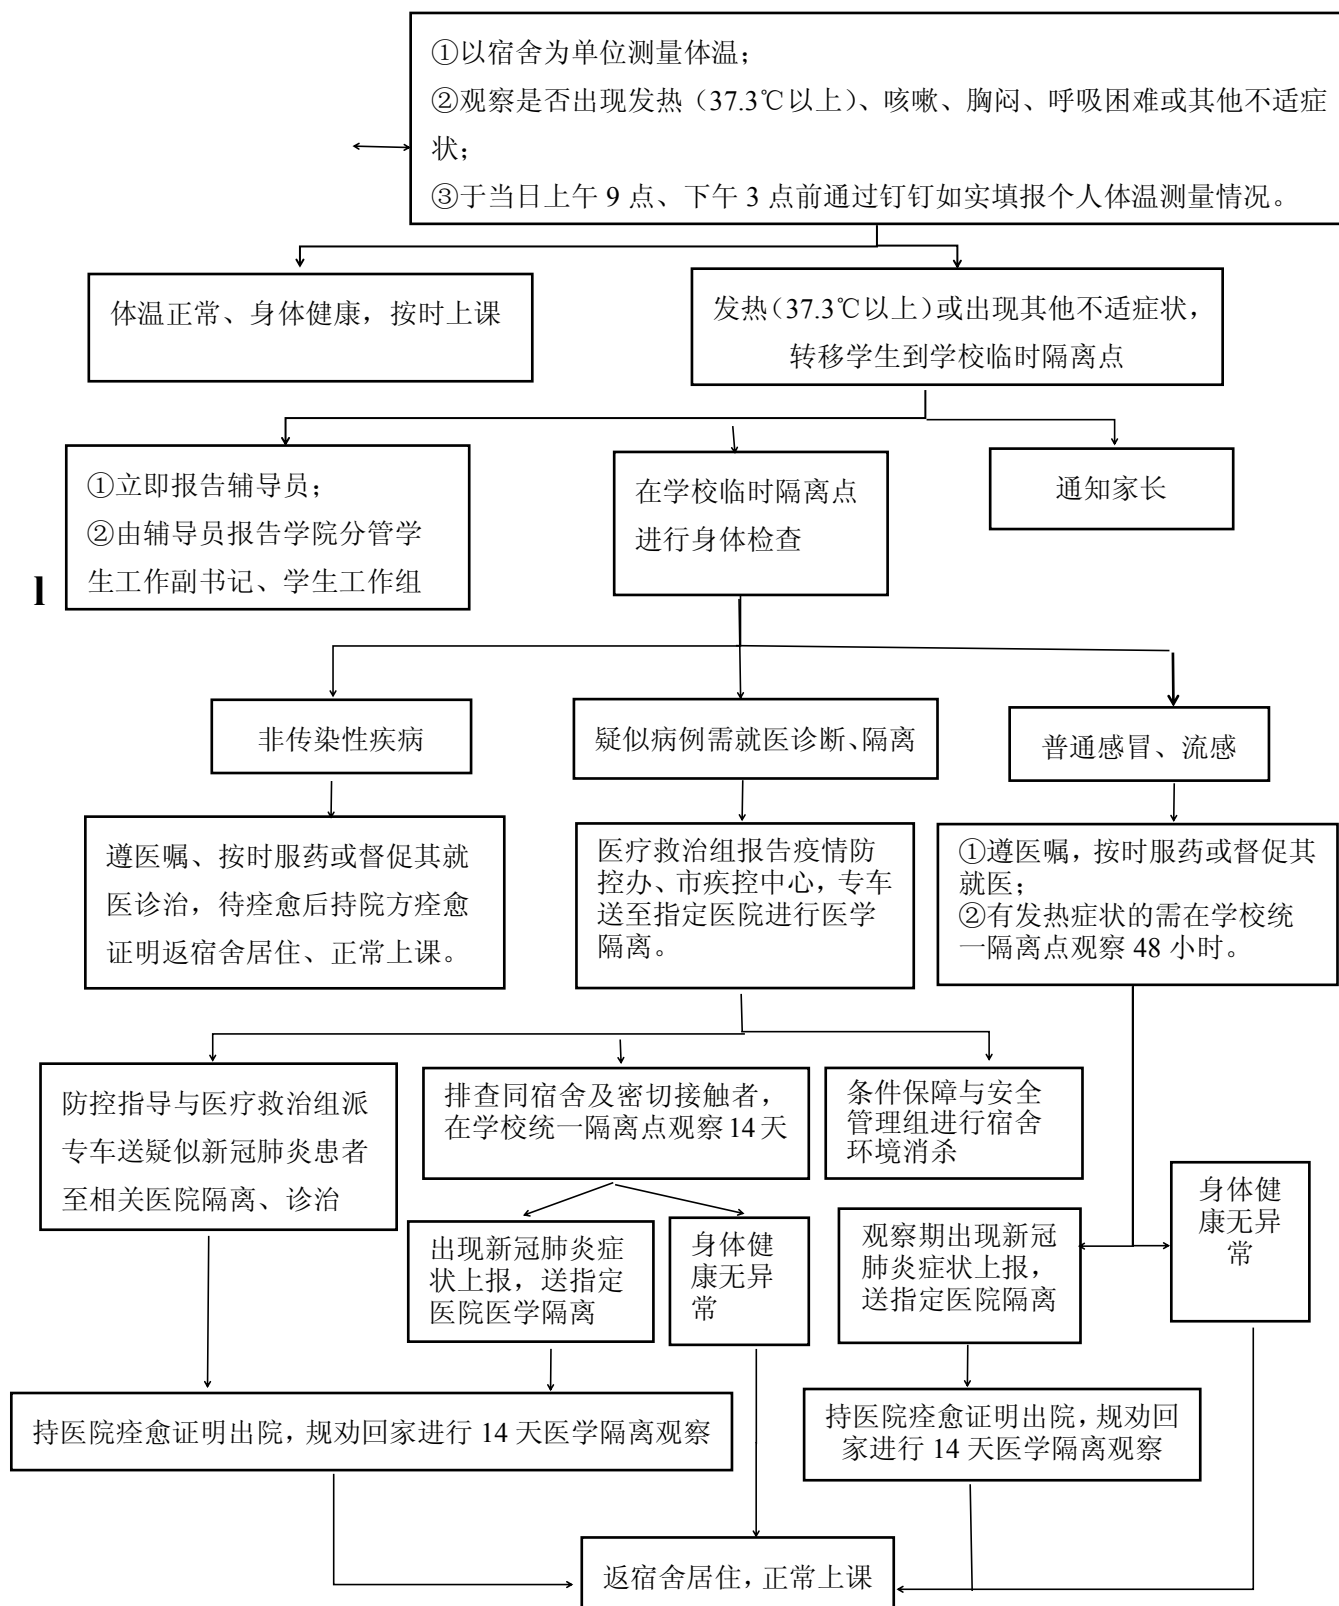 ①以宿舍为单位测量体温；
②观察是否出现发热（37.3℃以上）、咳嗽、胸闷、呼吸困难或其他不适症
状；
③于当日上午 9 点、下午 3 点前通过钉钉如实填报个人体温测量情况。
体温正常、身体健康，按时上课
发热（37.3℃以上）或出现其他不适症状，
转移学生到学校临时隔离点
①立即报告辅导员；
②由辅导员报告学院分管学
生工作副书记、学生工作组
l
在学校临时隔离点
进行身体检查
通知家长
非传染性疾病
疑似病例需就医诊断、隔离
普通感冒、流感
遵医嘱、按时服药或督促其就
医诊治，待痊愈后持院方痊愈
证明返宿舍居住、正常上课。
医疗救治组报告疫情防
控办、市疾控中心，专车
送至指定医院进行医学
隔离。
①遵医嘱，按时服药或督促其
就医；
②有发热症状的需在学校统
一隔离点观察 48 小时。
防控指导与医疗救治组派
专车送疑似新冠肺炎患者
至相关医院隔离、诊治
排查同宿舍及密切接触者，
在学校统一隔离点观察 14 天
条件保障与安全
管理组进行宿舍
环境消杀
出现新冠肺炎症
状上报，送指定
医院医学隔离
身体健
康无异
常
观察期出现新冠
肺炎症状上报，
送指定医院隔离
身体健
康无异
常
持医院痊愈证明出院，规劝回家进行 14 天医学隔离观察
持医院痊愈证明出院，规劝回
家进行 14 天医学隔离观察
返宿舍居住，正常上课